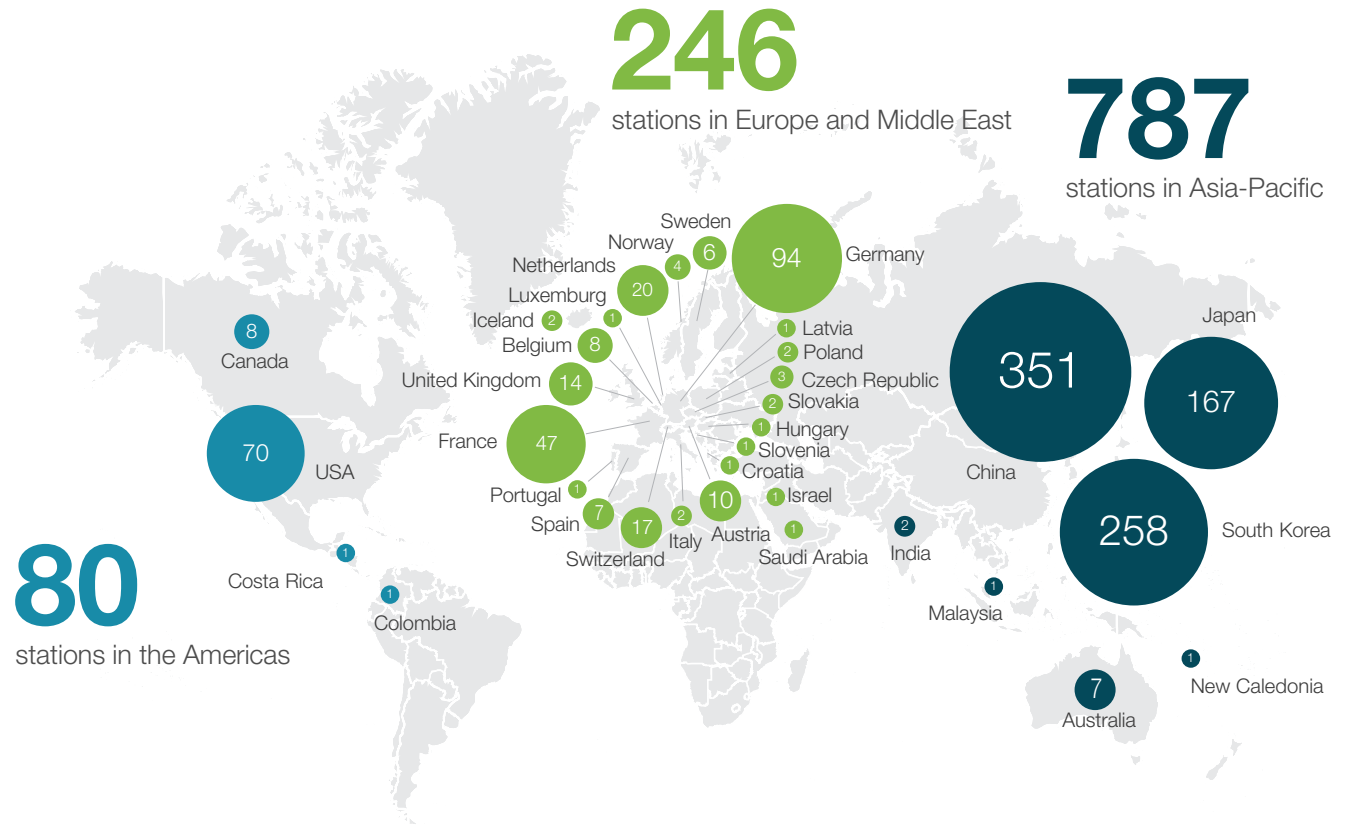 246
stations in Europe and Middle East
787
stations in Asia-Pacific
80
stations in the Americas
8
Canada
70
USA
1
Costa Rica
1
Colombia
Sweden
6
Norway
4
Netherlands
20
Luxemburg
1
Iceland
2
Belgium
8
United Kingdom
14
France
47
Portugal
1
Spain
7
Switzerland
17
Italy
2
Austria
10
94
Germany
1
Latvia
2
Poland
3
Czech Republic
2
Slovakia
1
Hungary
1
Slovenia
1
Croatia
1
Israel
1
Saudi Arabia
351
China
Japan
167
258
South Korea
2
India
1
Malaysia
1
New Caledonia
7
Australia